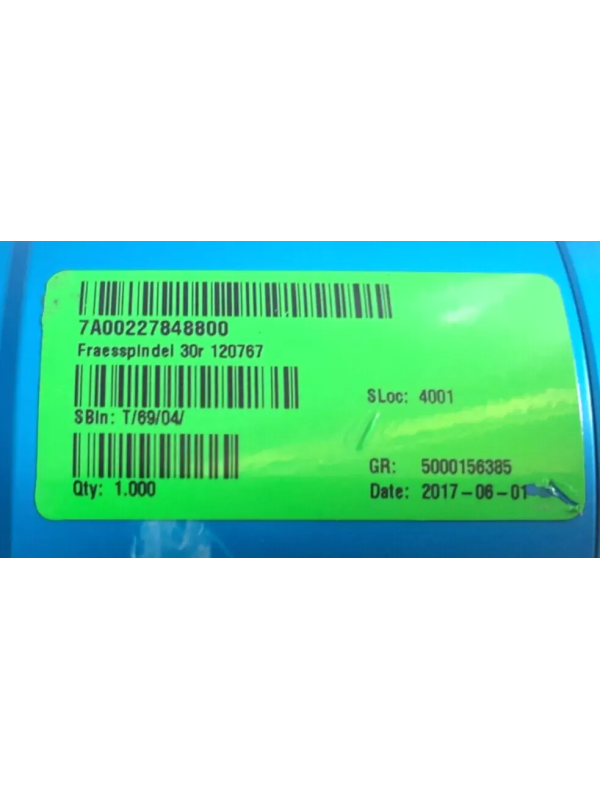 7A00227848800
Fraesspindel 30r 120767
SLoc: 4001
SBin: T/69/04/
GR: 5000156385
Qty: 1.000
Date: 2017-06-01